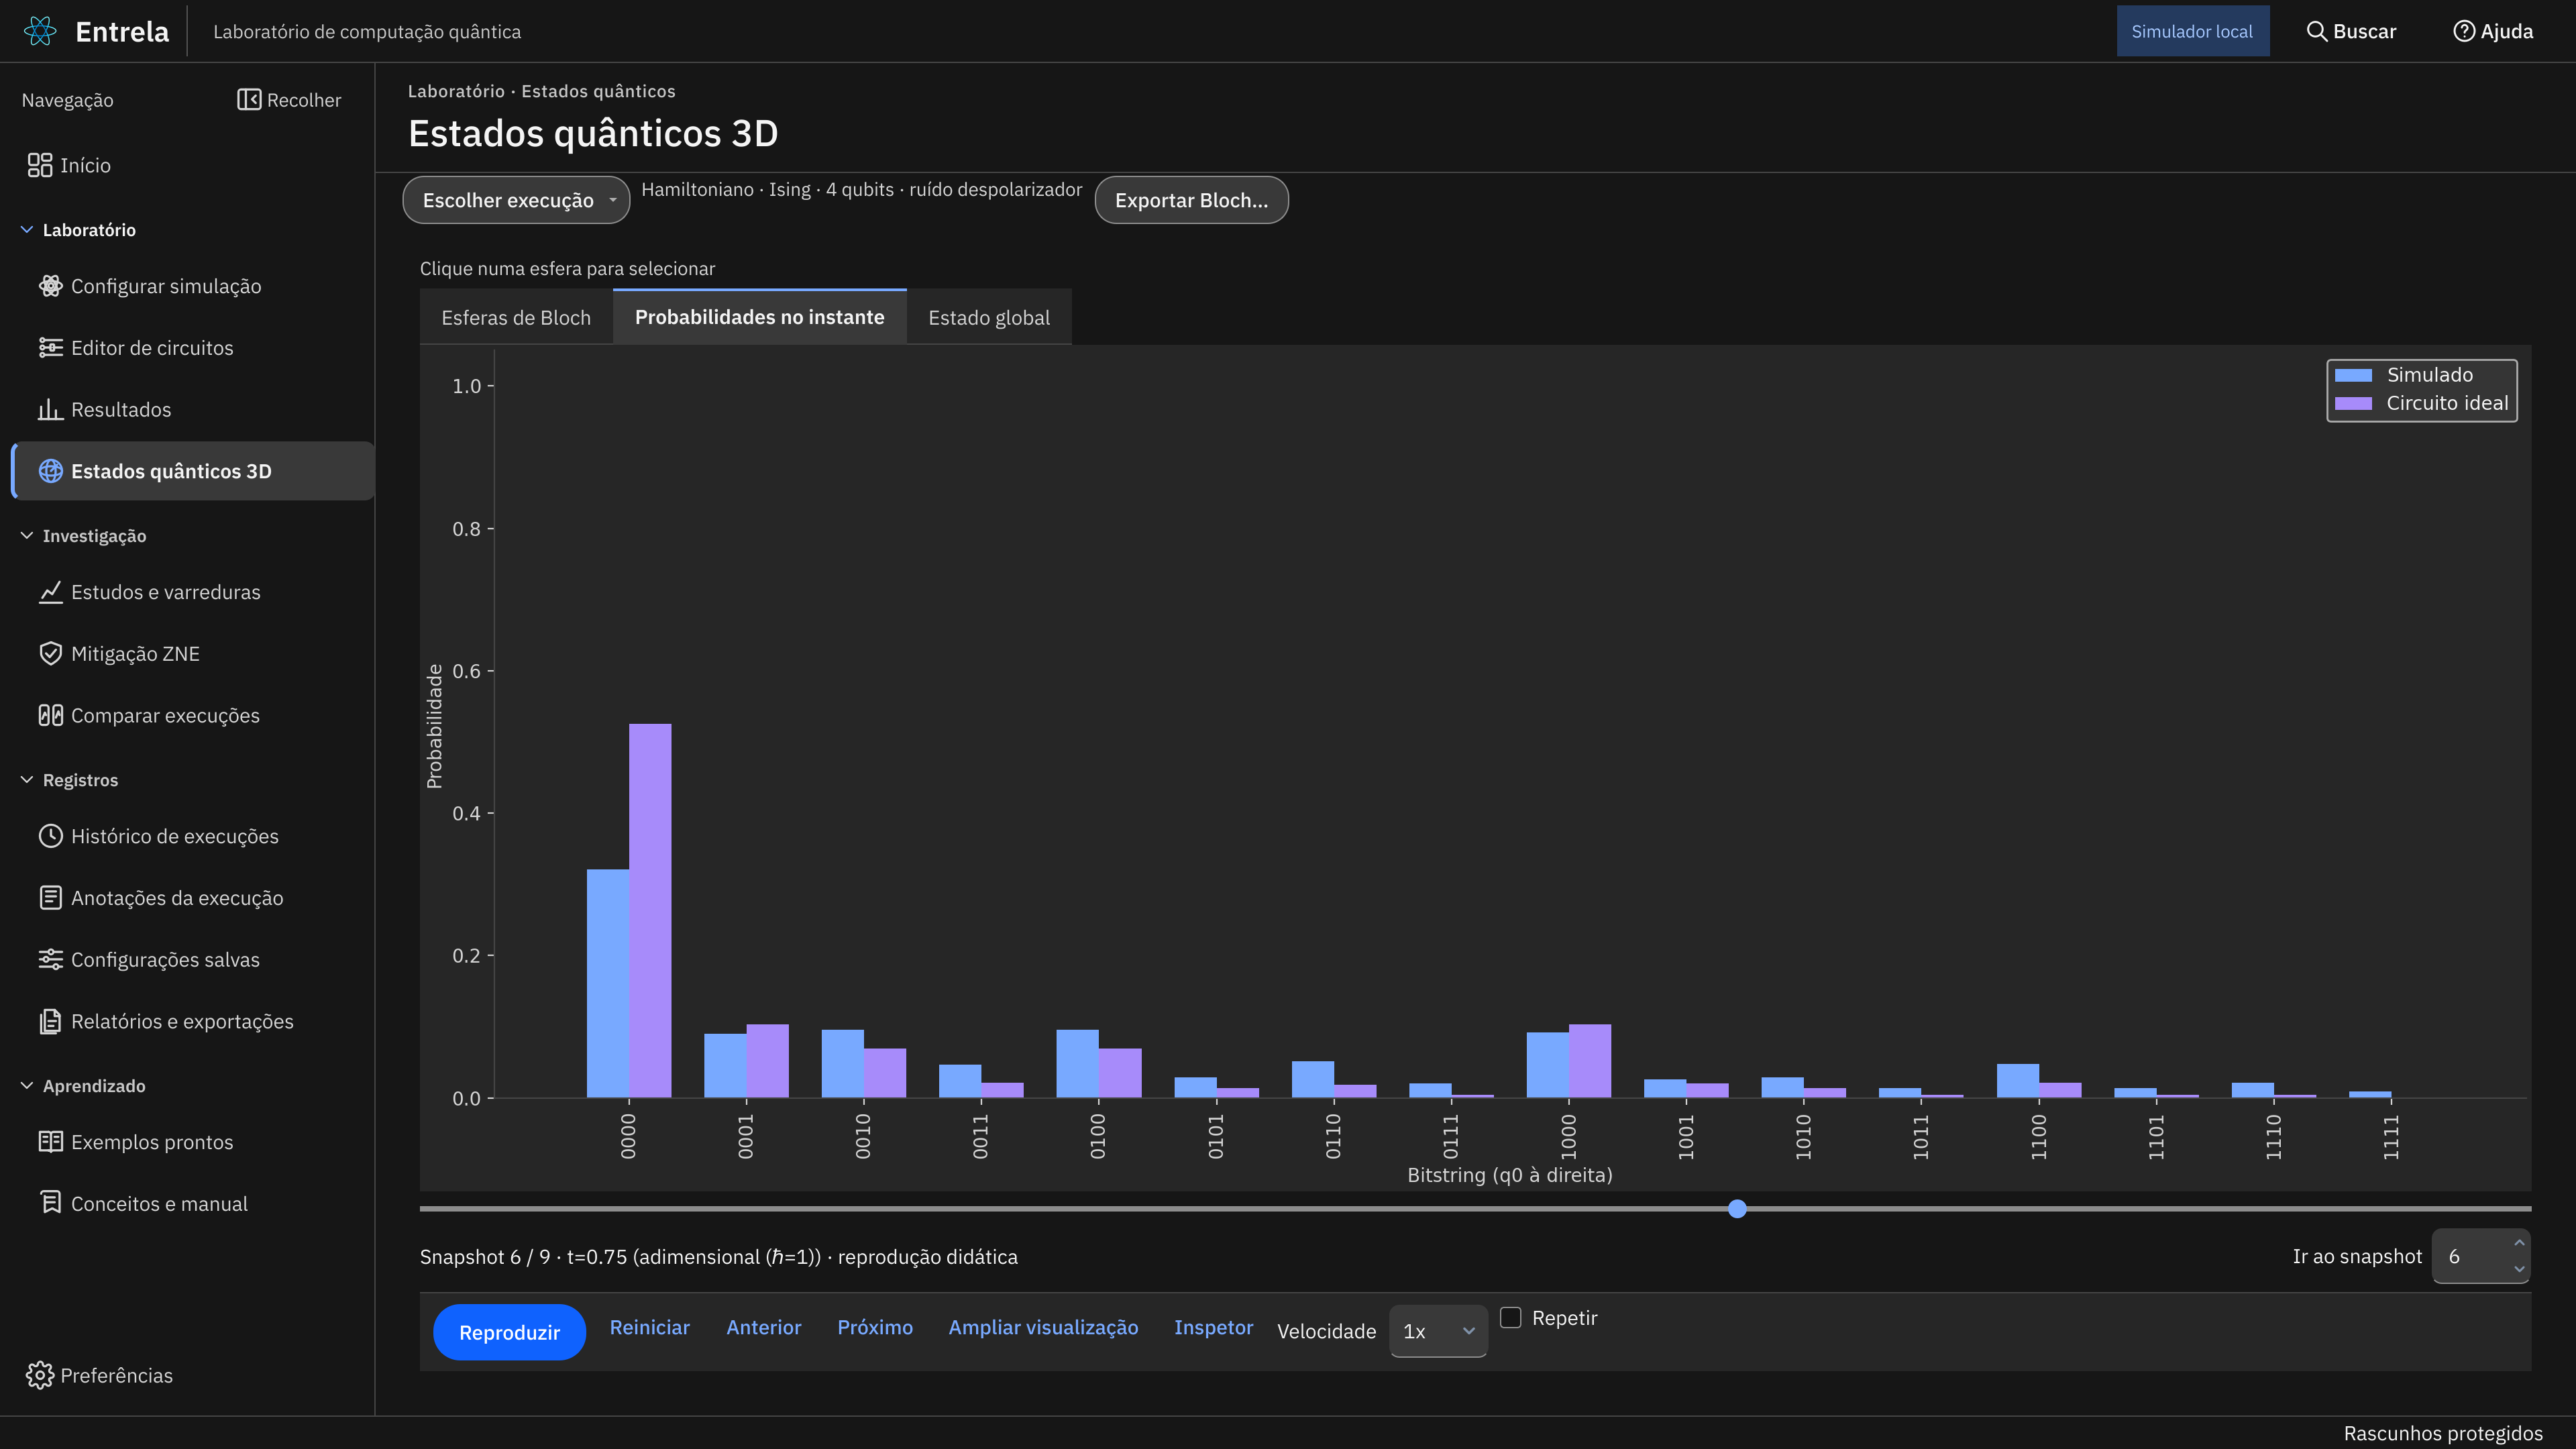 Entrela
Laboratório de computação quântica
Simulador local
Buscar
Ajuda
Navegação
Recolher
Início
Laboratório
Configurar simulação
Editor de circuitos
Resultados
Estados quânticos 3D
Investigação
Estudos e varreduras
Mitigação ZNE
Comparar execuções
Registros
Histórico de execuções
Anotações da execução
Configurações salvas
Relatórios e exportações
Aprendizado
Exemplos prontos
Conceitos e manual
Preferências
Laboratório · Estados quânticos
Estados quânticos 3D
Escolher execução
Hamiltoniano · Ising · 4 qubits · ruído despolarizador
Exportar Bloch...
Clique numa esfera para selecionar
Esferas de Bloch
Probabilidades no instante
Estado global
Simulado
Circuito ideal
Probabilidade
1.0
0.8
0.6
0.4
0.2
0.0
0000
0001
0010
0011
0100
0101
0110
0111
1000
1001
1010
1011
1100
1101
1110
1111
Bitstring (q0 à direita)
Snapshot 6 / 9 · t=0.75 (adimensional (ℏ=1)) · reprodução didática
Ir ao snapshot
6
Reproduzir
Reiniciar
Anterior
Próximo
Ampliar visualização
Inspetor
Velocidade
1x
Repetir
Rascunhos protegidos